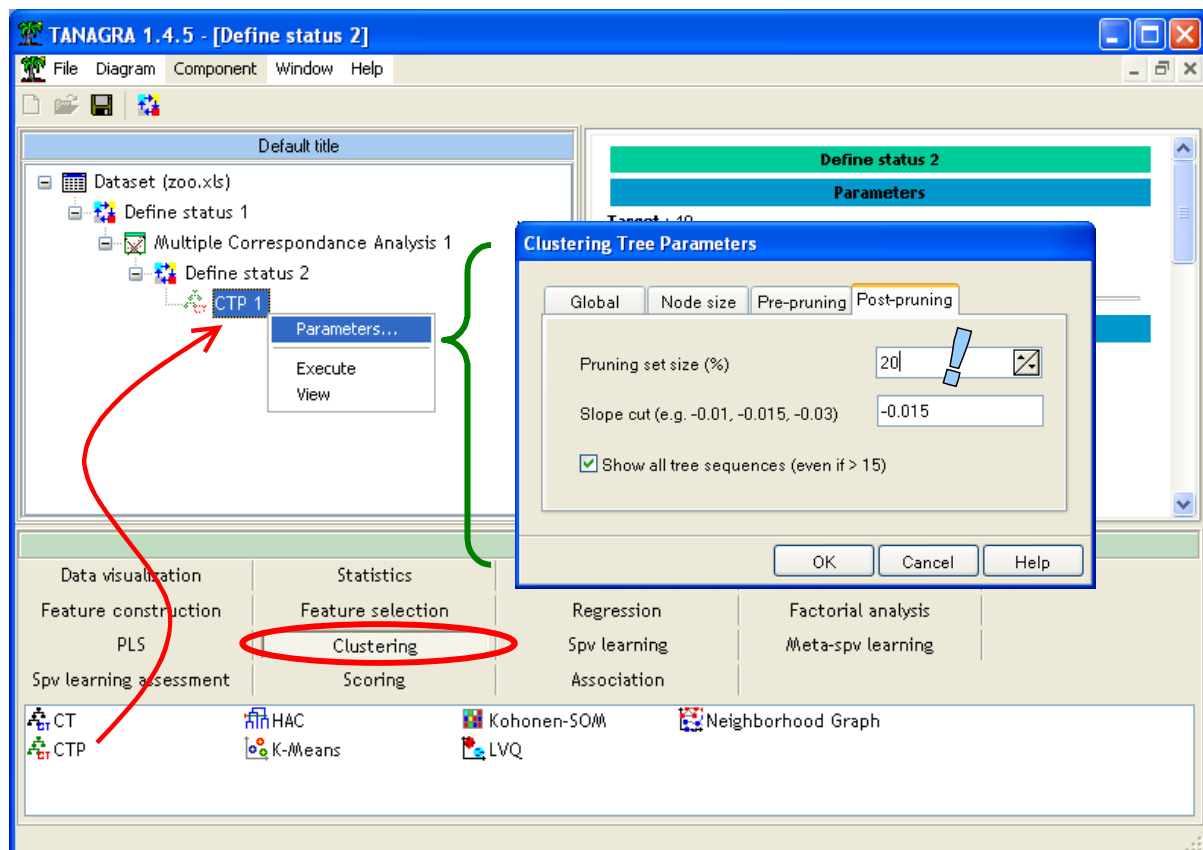 TANAGRA 1.4.5 - [Define status 2]
File Diagram Component Window Help
Default title
Dataset (zoo.xls)
Define status 1
Multiple Correspondance Analysis 1
Define status 2
CTP 1
Parameters...
Execute
View
Define status 2
Parameters
Clustering Tree Parameters
Global Node size Pre-pruning Post-pruning
Pruning set size (%) 20
Slope cut (e.g. -0.01, -0.015, -0.03) -0.015
Show all tree sequences (even if > 15)
OK Cancel Help
Data visualization Statistics
Feature construction Feature selection Regression Factorial analysis
PLS Clustering Spv learning Meta-spv learning
Spv learning assessment Scoring Association
CT HAC Kohonen-SOM Neighborhood Graph
CTP K-Means LVQ